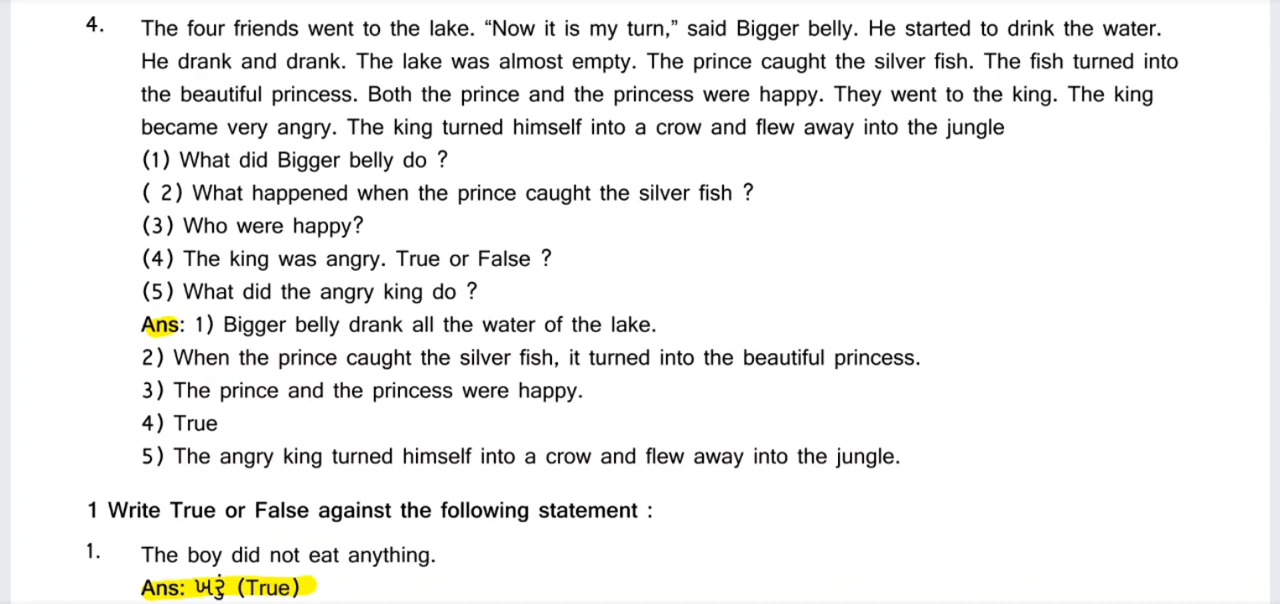 4. The four friends went to the lake. “Now it is my turn,” said Bigger belly. He started to drink the water.
He drank and drank. The lake was almost empty. The prince caught the silver fish. The fish turned into
the beautiful princess. Both the prince and the princess were happy. They went to the king. The king
became very angry. The king turned himself into a crow and flew away into the jungle
(1) What did Bigger belly do ?
( 2) What happened when the prince caught the silver fish ?
(3) Who were happy?
(4) The king was angry. True or False ?
(5) What did the angry king do ?
Ans: 1) Bigger belly drank all the water of the lake.
2) When the prince caught the silver fish, it turned into the beautiful princess.
3) The prince and the princess were happy.
4) True
5) The angry king turned himself into a crow and flew away into the jungle.
1 Write True or False against the following statement :
1. The boy did not eat anything.
Ans: ખરું (True)